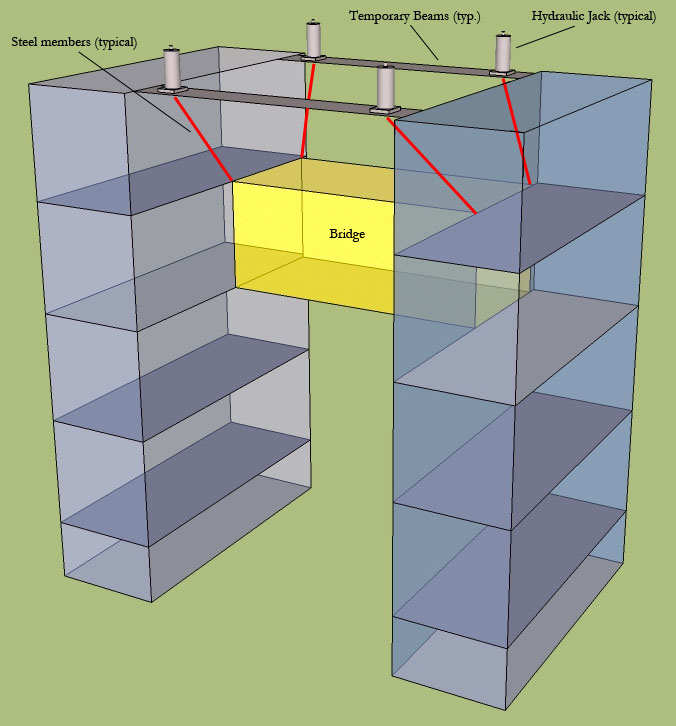 Temporary Beams (typ.)
Hydraulic Jack (typical)
Steel members (typical)
Bridge